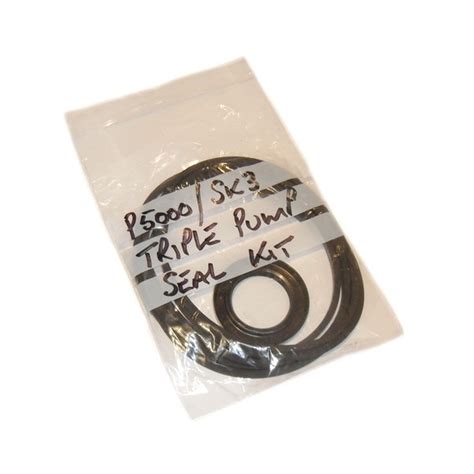 P5000/SK3
TRIPLE PUMP
SEAL KIT